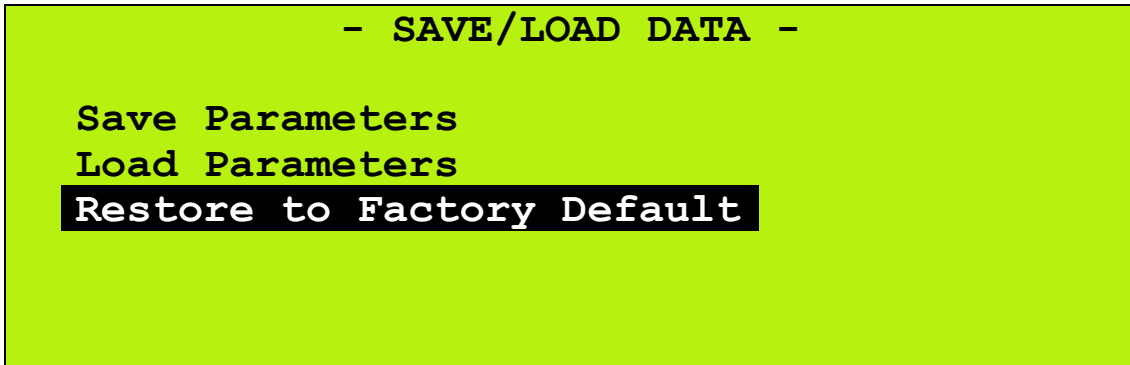 - SAVE/LOAD DATA -
Save Parameters
Load Parameters
Restore to Factory Default